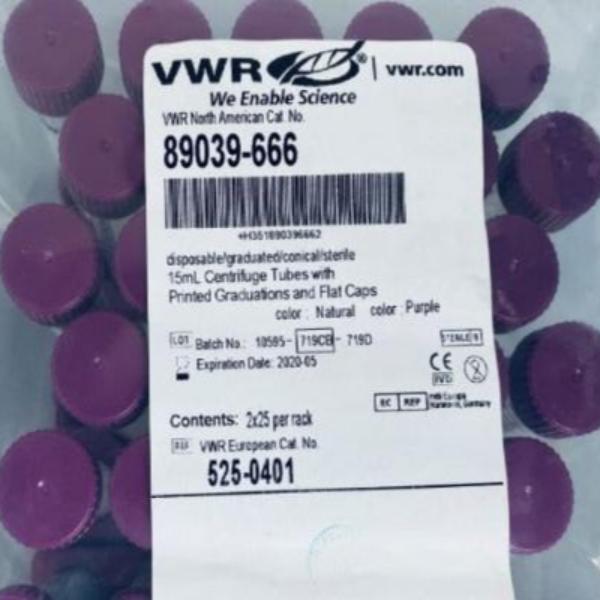 VWR® | vwr.com
We Enable Science
VWR North American Cat. No.
89039-666
+H351890396662
disposable/graduated/conical/sterile
15mL Centrifuge Tubes with
Printed Graduations and Flat Caps
color : Natural color : Purple
LOT Batch No.: 10595- 719CB - 719D
STERILE R
Expiration Date: 2020-05
CE
IVD
EC REP
Contents: 2x25 per rack
REF VWR European Cat. No.
525-0401